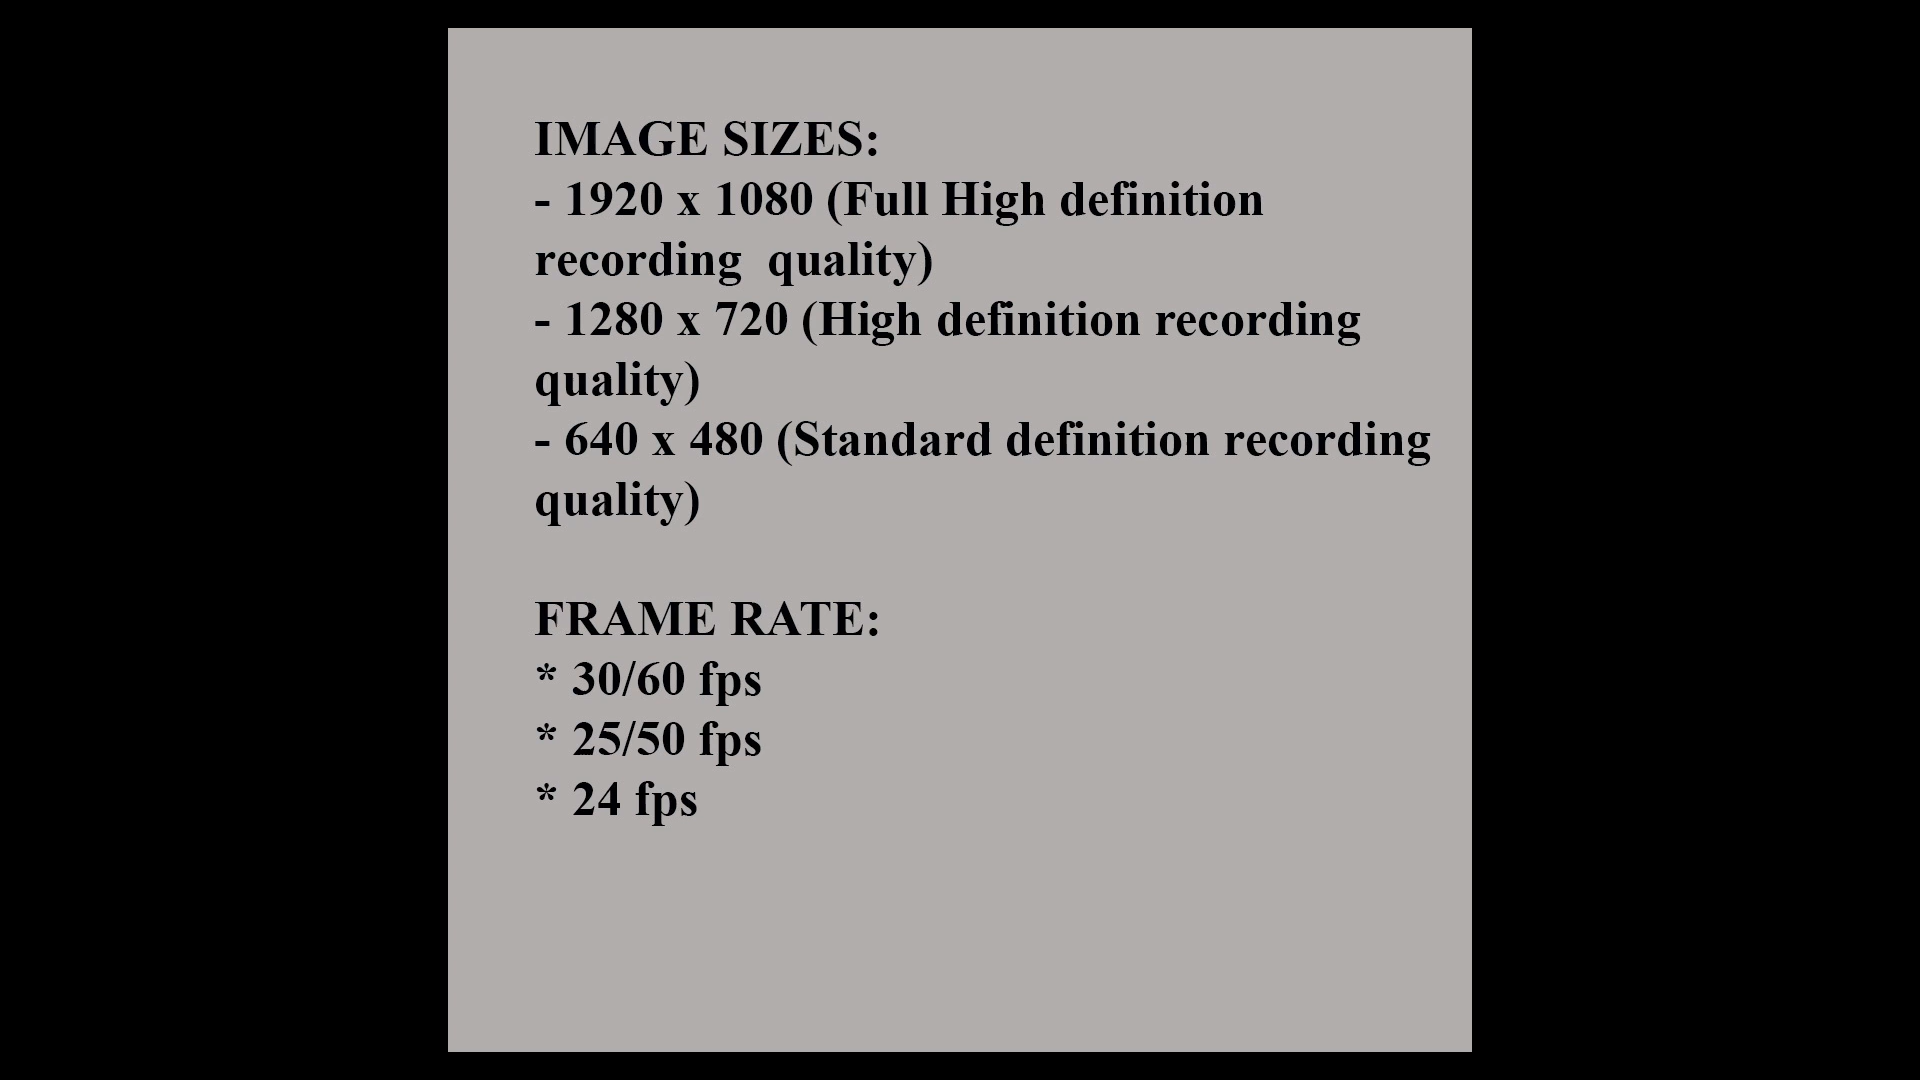 IMAGE SIZES:
- 1920 x 1080 (Full High definition
recording  quality)
- 1280 x 720 (High definition recording
quality)
- 640 x 480 (Standard definition recording
quality)
FRAME RATE:
* 30/60 fps
* 25/50 fps
* 24 fps